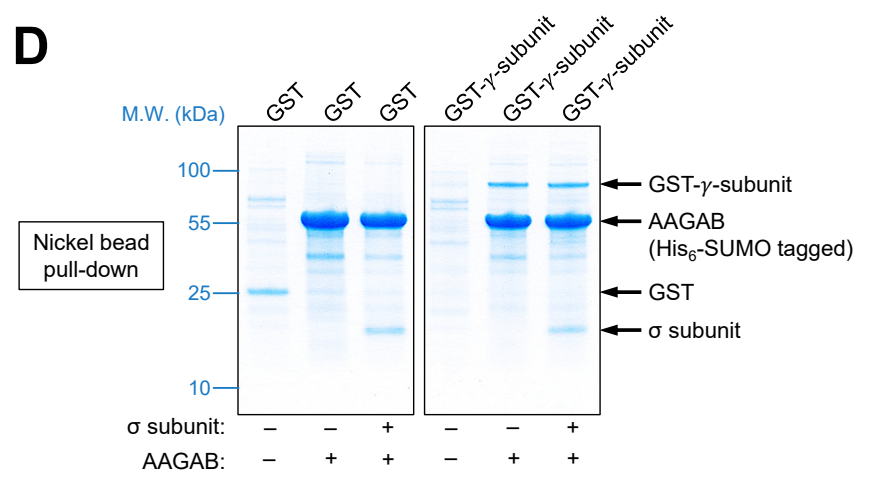 D
GST GST GST GST-γ-subunit GST-γ-subunit GST-γ-subunit
M.W. (kDa)
100
55
25
10
Nickel bead
pull-down
GST-γ-subunit
AAGAB
(His6-SUMO tagged)
GST
σ subunit
σ subunit: – – + – – +
AAGAB: – + + – + +